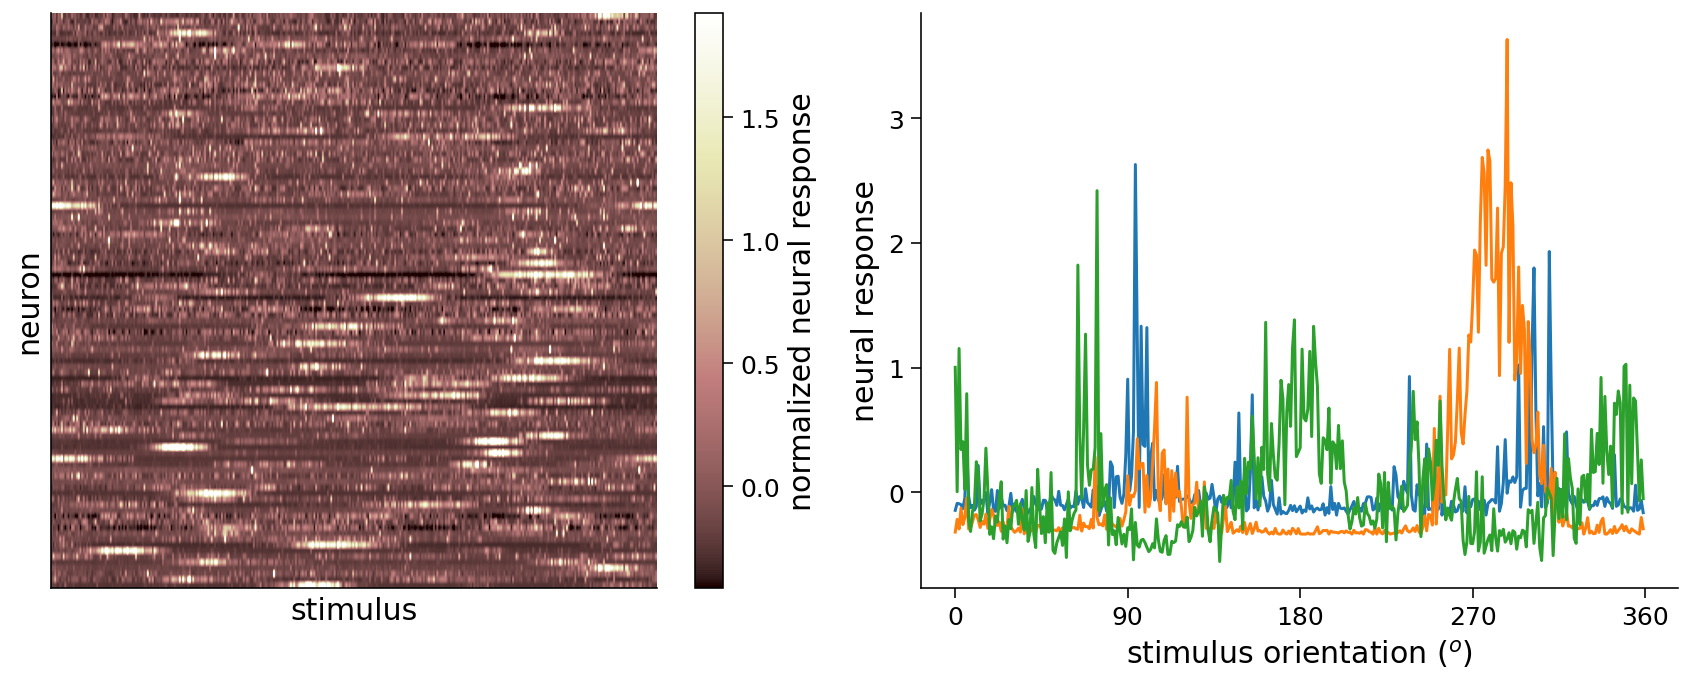 neuron
stimulus
1.5
1.0
0.5
0.0
normalized neural response
neural response
3
2
1
0
0 90 180 270 360
stimulus orientation (°)